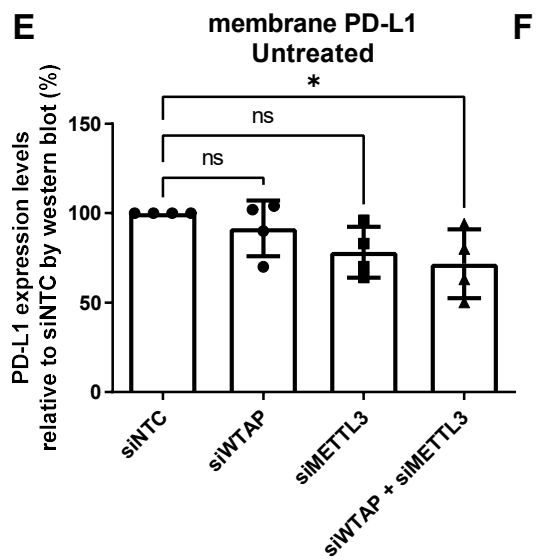 E
F
membrane PD-L1
Untreated
*
ns
ns
PD-L1 expression levels
relative to siNTC by western blot (%)
150
100
50
0
siNTC
siWTAP
siMETTL3
siWTAP + siMETTL3